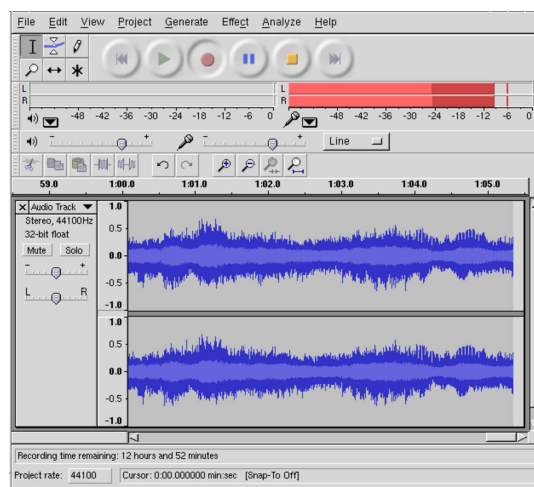 File Edit View Project Generate Effect Analyze Help
L
R
-48 -42 -36 -30 -24 -18 -12 -6 0
L
R
-48 -42 -36 -30 -24 -18 -12 -6 0
- +
- +
Line
59.0 1:00.0 1:01.0 1:02.0 1:03.0 1:04.0 1:05.0
Audio Track
Stereo, 44100Hz
32-bit float
Mute Solo
- +
L R
1.0
0.5
0.0
-0.5
-1.0
1.0
0.5
0.0
-0.5
-1.0
Recording time remaining: 12 hours and 52 minutes
Project rate: 44100 Cursor: 0:00.000000 min:sec [Snap-To Off]